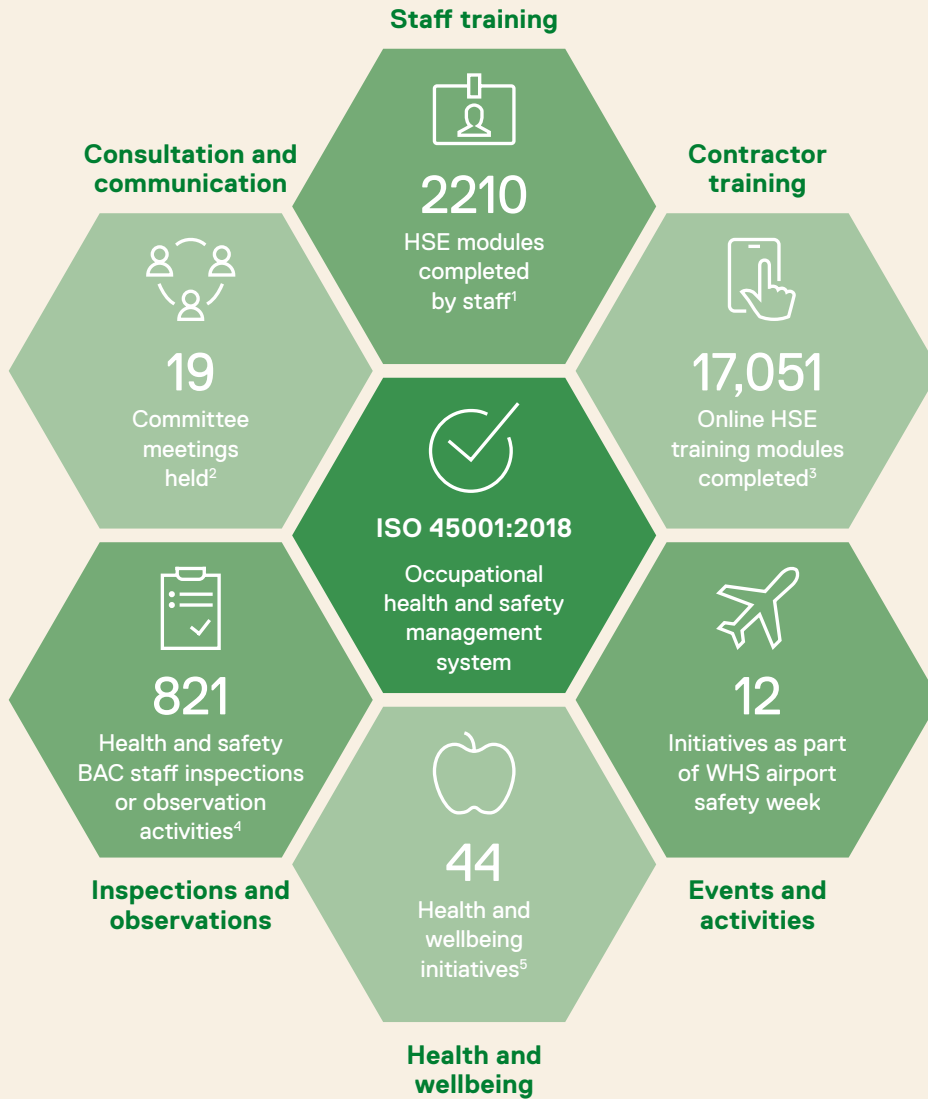 Staff training
2210
HSE modules
completed
by staff¹
Consultation and
communication
19
Committee
meetings
held²
Contractor
training
17,051
Online HSE
training modules
completed³
ISO 45001:2018
Occupational
health and safety
management
system
821
Health and safety
BAC staff inspections
or observation
activities⁴
Inspections and
observations
12
Initiatives as part
of WHS airport
safety week
Events and
activities
44
Health and
wellbeing
initiatives⁵
Health and
wellbeing